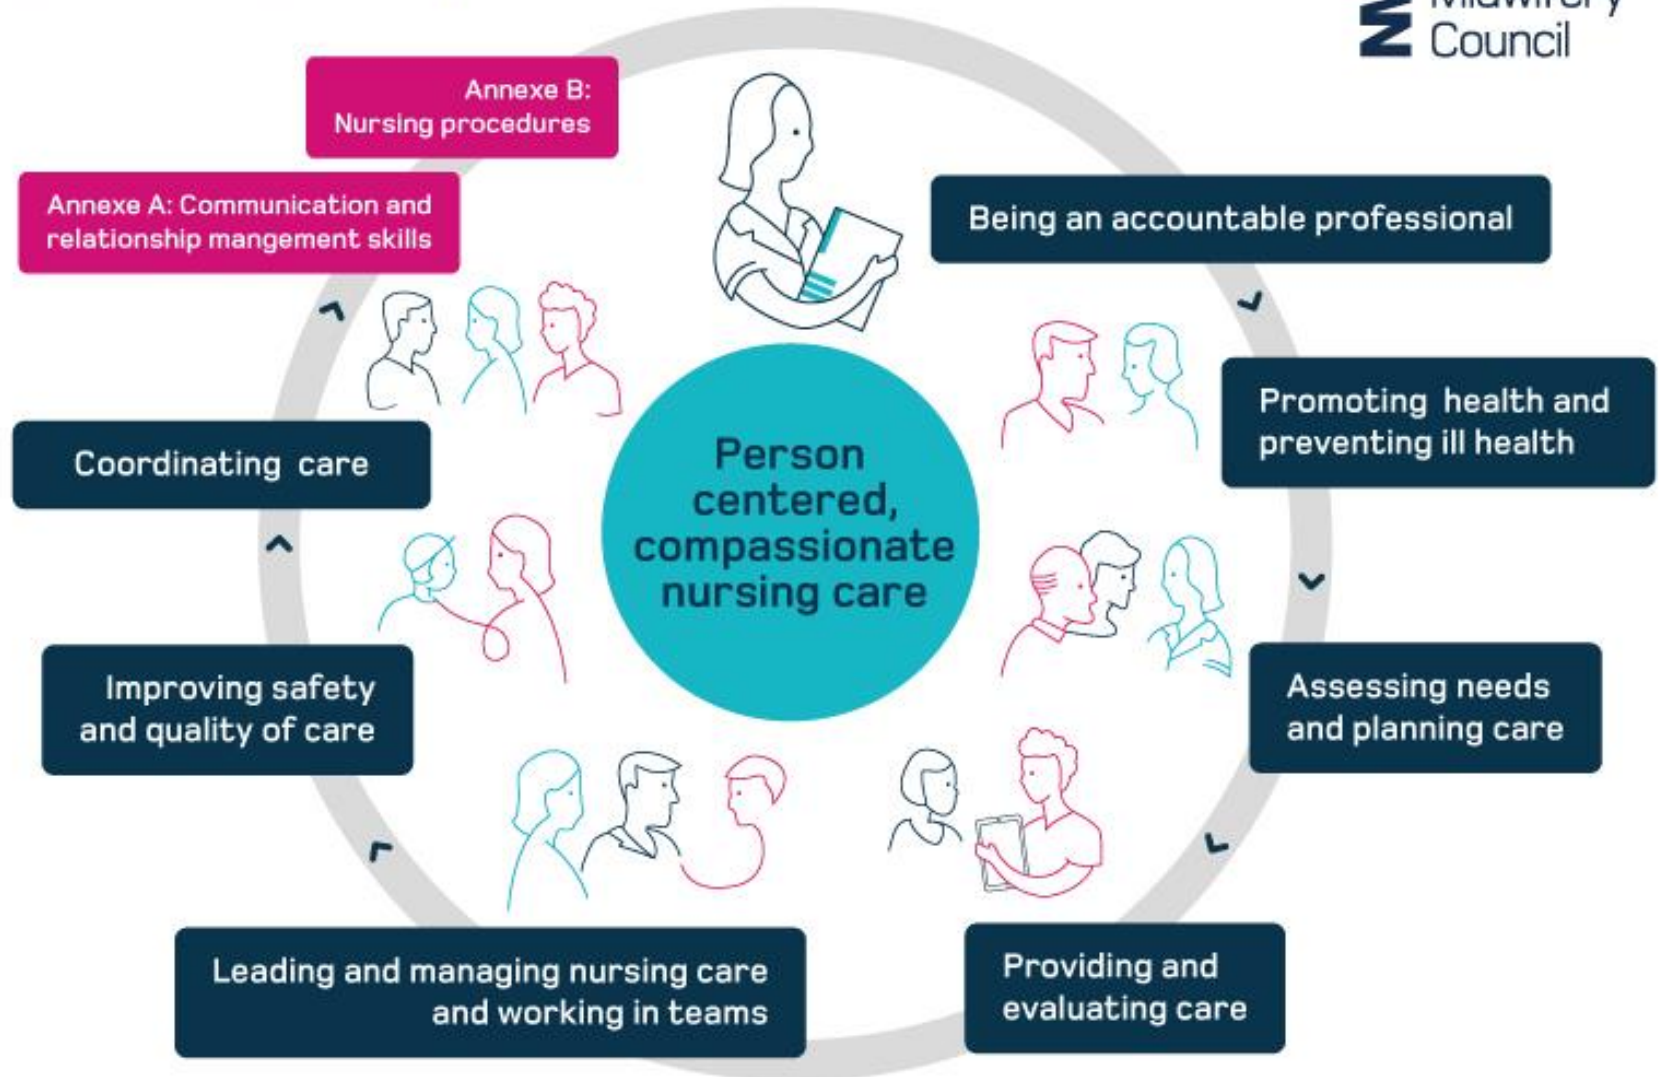 Midwifery
Council
Annexe B:
Nursing procedures
Annexe A: Communication and
relationship mangement skills
Being an accountable professional
Promoting health and
preventing ill health
Assessing needs
and planning care
Providing and
evaluating care
Leading and managing nursing care
and working in teams
Improving safety
and quality of care
Coordinating care
Person
centered,
compassionate
nursing care